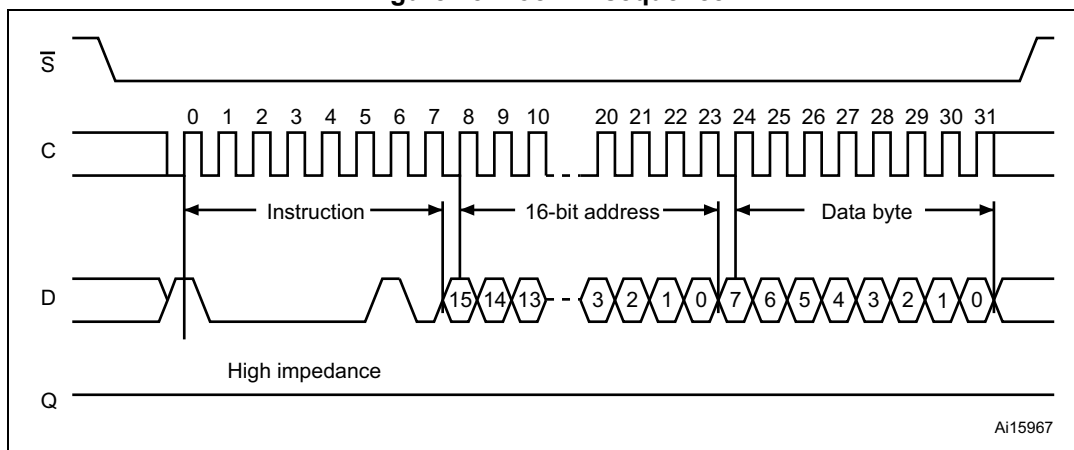 S
0 1 2 3 4 5 6 7 8 9 10 20 21 22 23 24 25 26 27 28 29 30 31
C
Instruction 16-bit address Data byte
D 15 14 13 3 2 1 0 7 6 5 4 3 2 1 0
High impedance
Q
Ai15967